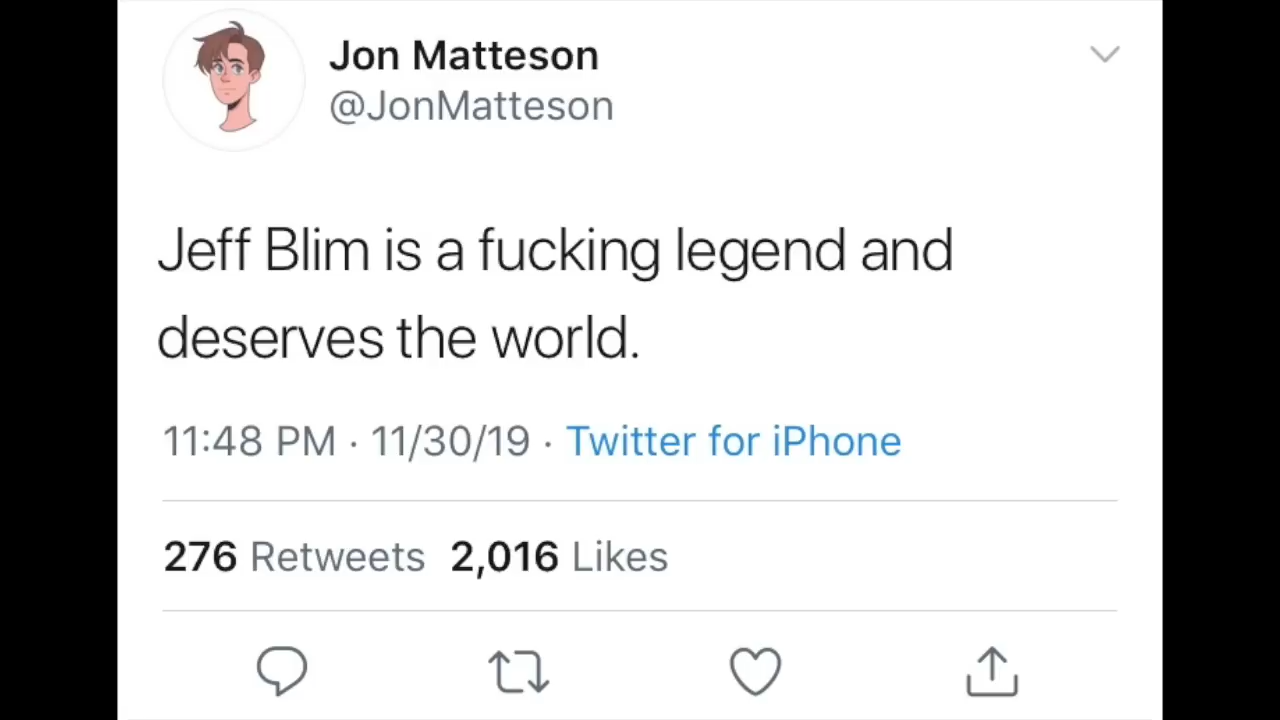 Jon Matteson
@JonMatteson
Jeff Blim is a fucking legend and
deserves the world.
11:48 PM · 11/30/19 · Twitter for iPhone
276 Retweets 2,016 Likes